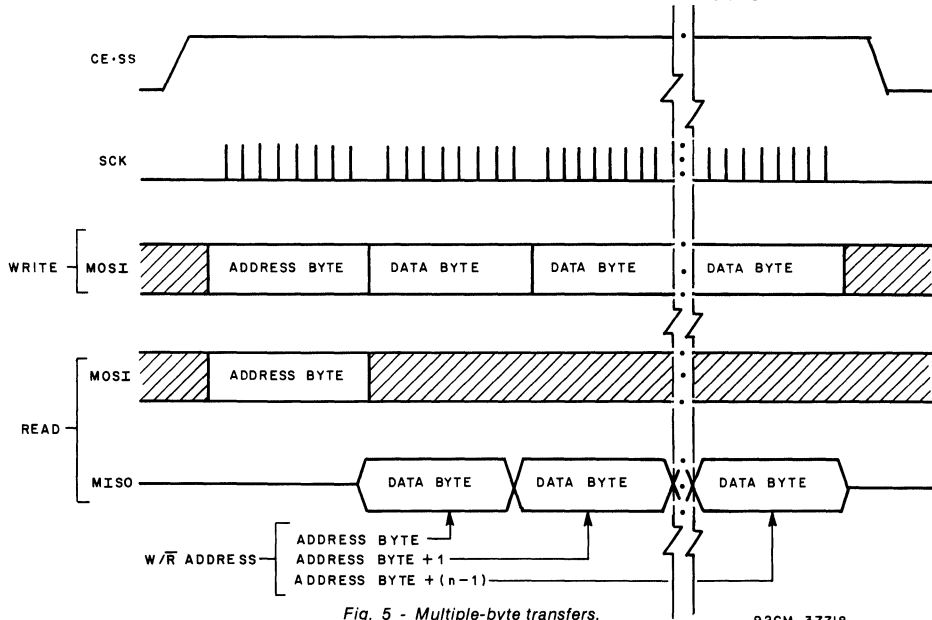 CE•SS
SCK
WRITE
MOSI
ADDRESS BYTE
DATA BYTE
DATA BYTE
DATA BYTE
READ
MOSI
ADDRESS BYTE
MISO
DATA BYTE
DATA BYTE
DATA BYTE
W/R̅ ADDRESS
ADDRESS BYTE
ADDRESS BYTE +1
ADDRESS BYTE +(n-1)
Fig. 5 - Multiple-byte transfers.